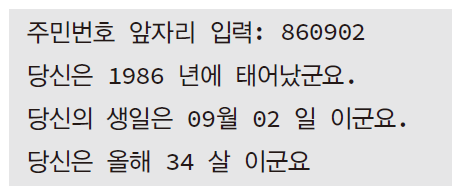 주민번호 앞자리 입력: 860902
당신은 1986 년에 태어났군요.
당신의 생일은 09월 02 일 이군요.
당신은 올해 34 살 이군요